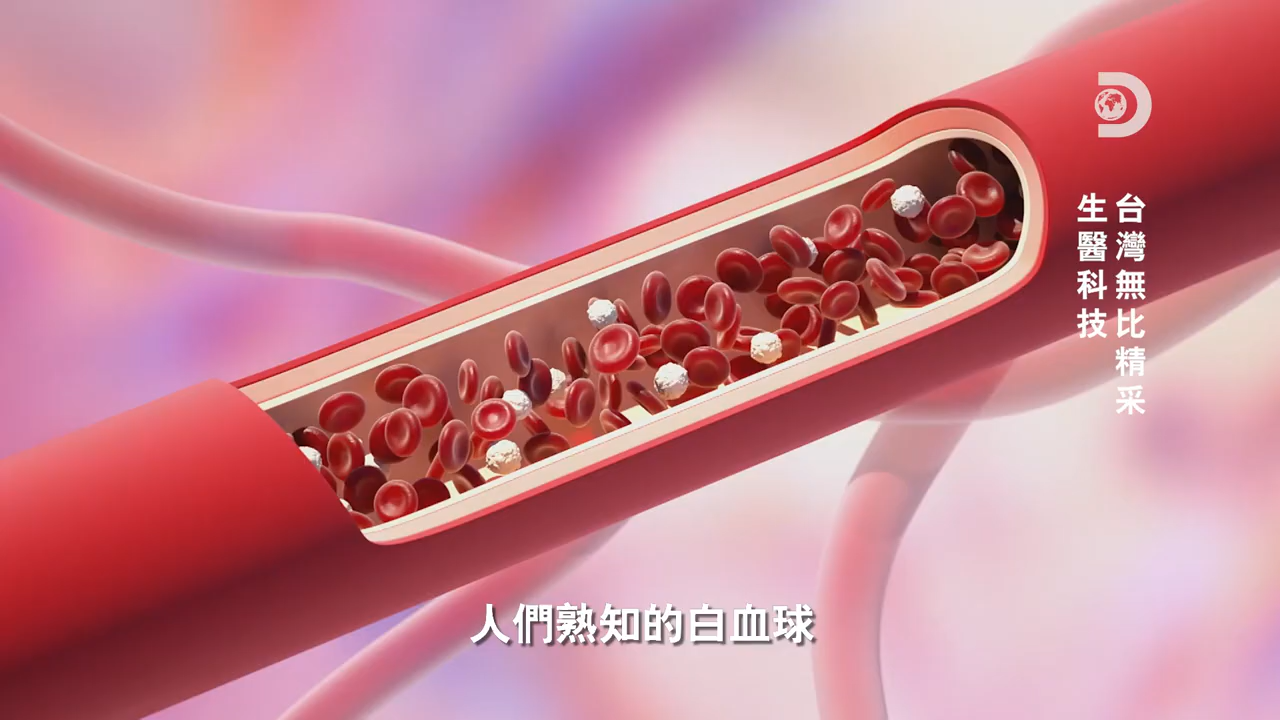 台灣無比精采
生醫科技
人們熟知的白血球